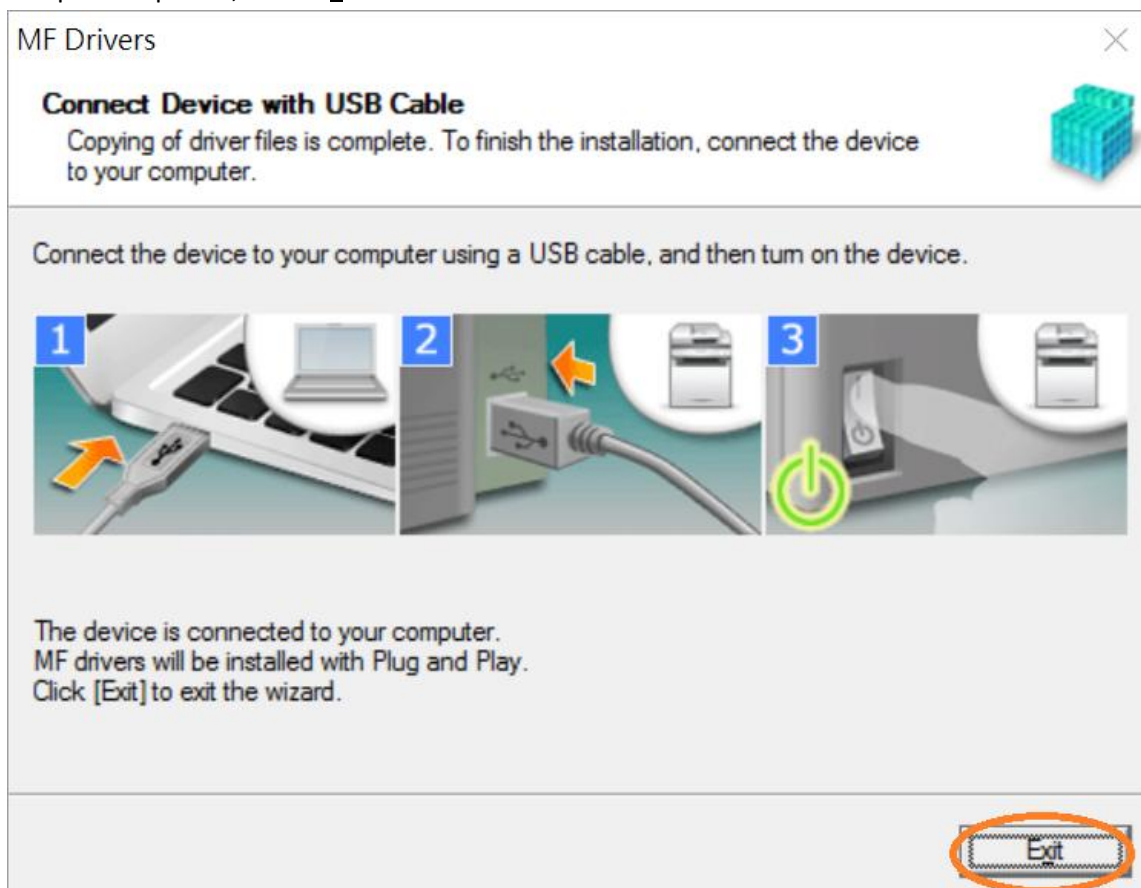 MF Drivers
Connect Device with USB Cable
Copying of driver files is complete. To finish the installation, connect the device
to your computer.
Connect the device to your computer using a USB cable, and then turn on the device.
1
2
3
The device is connected to your computer.
MF drivers will be installed with Plug and Play.
Click [Exit] to exit the wizard.
Exit